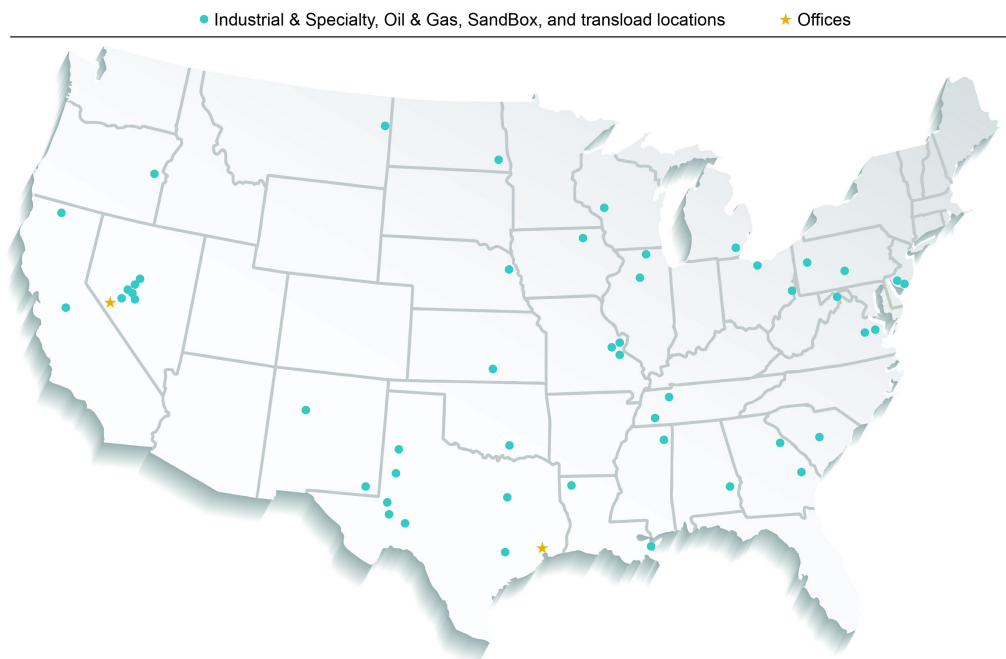 Industrial & Specialty, Oil & Gas, SandBox, and transload locations Offices